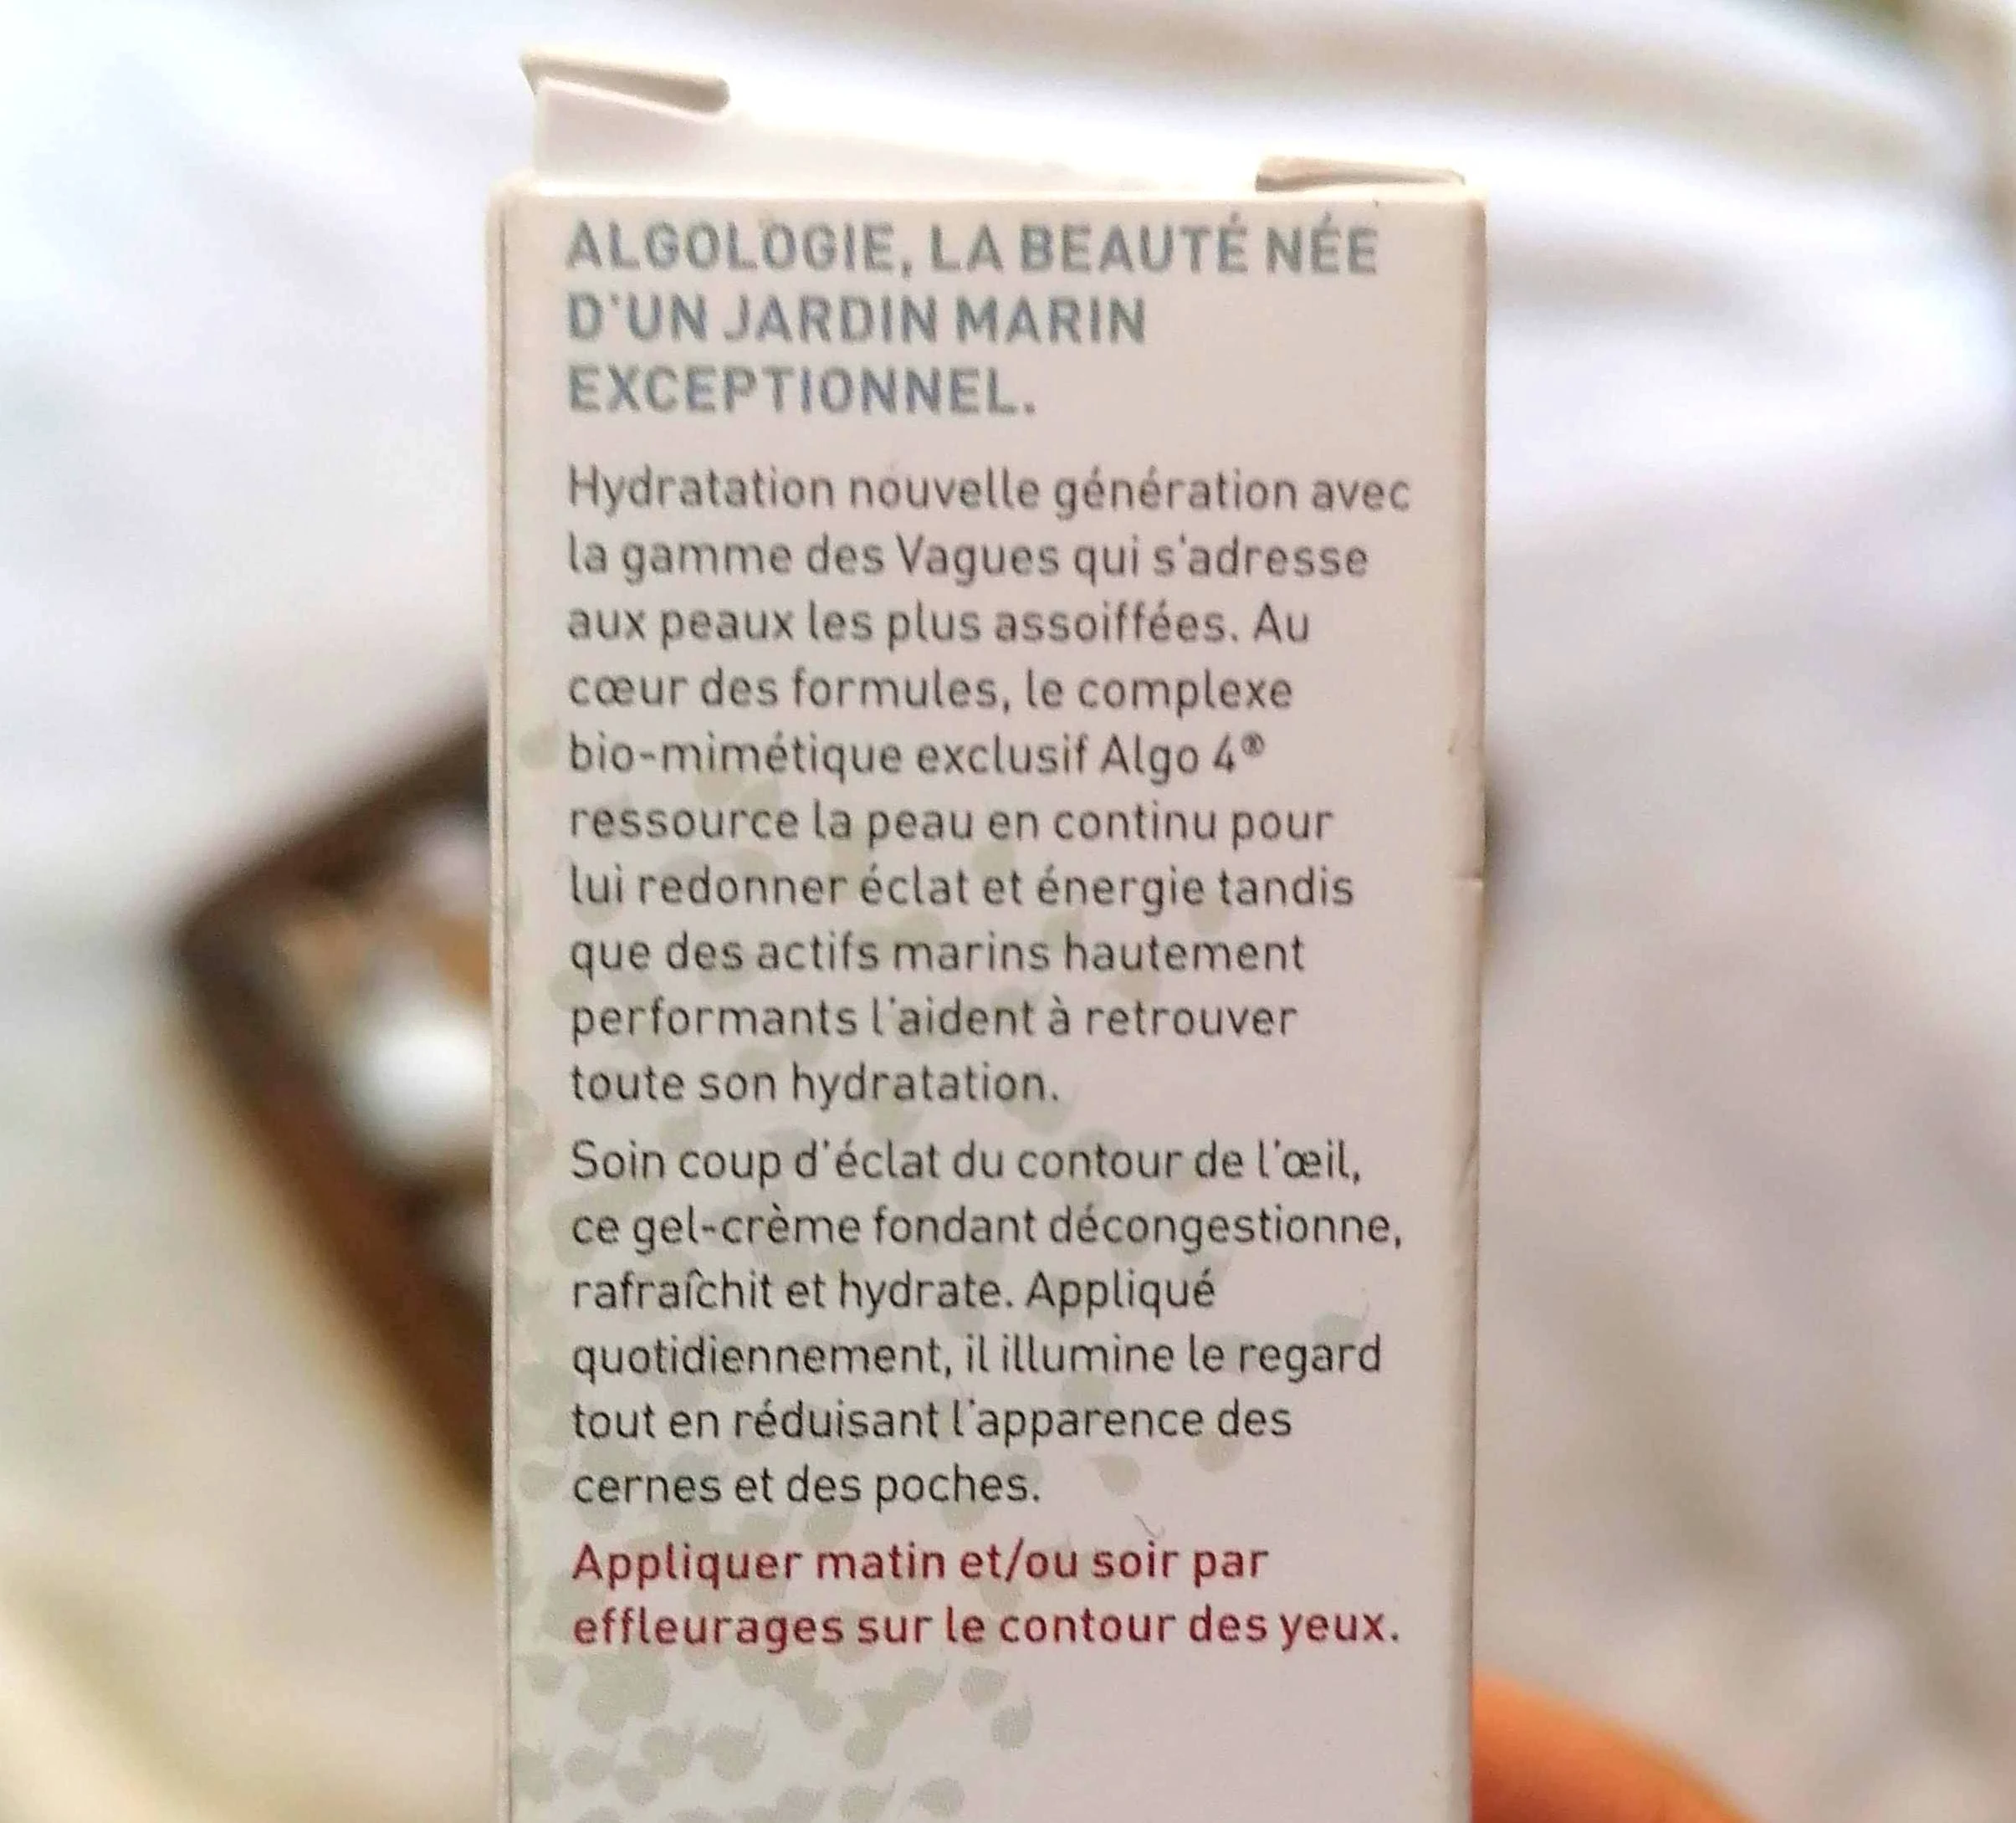 ALGOLOGIE, LA BEAUTÉ NÉE
D'UN JARDIN MARIN
EXCEPTIONNEL.
Hydratation nouvelle génération avec
la gamme des Vagues qui s'adresse
aux peaux les plus assoiffées. Au
cœur des formules, le complexe
bio-mimétique exclusif Algo 4®
ressource la peau en continu pour
lui redonner éclat et énergie tandis
que des actifs marins hautement
performants l'aident à retrouver
toute son hydratation.
Soin coup d'éclat du contour de l'œil,
ce gel-crème fondant décongestionne,
rafraîchit et hydrate. Appliqué
quotidiennement, il illumine le regard
tout en réduisant l'apparence des
cernes et des poches.
Appliquer matin et/ou soir par
effleurages sur le contour des yeux.